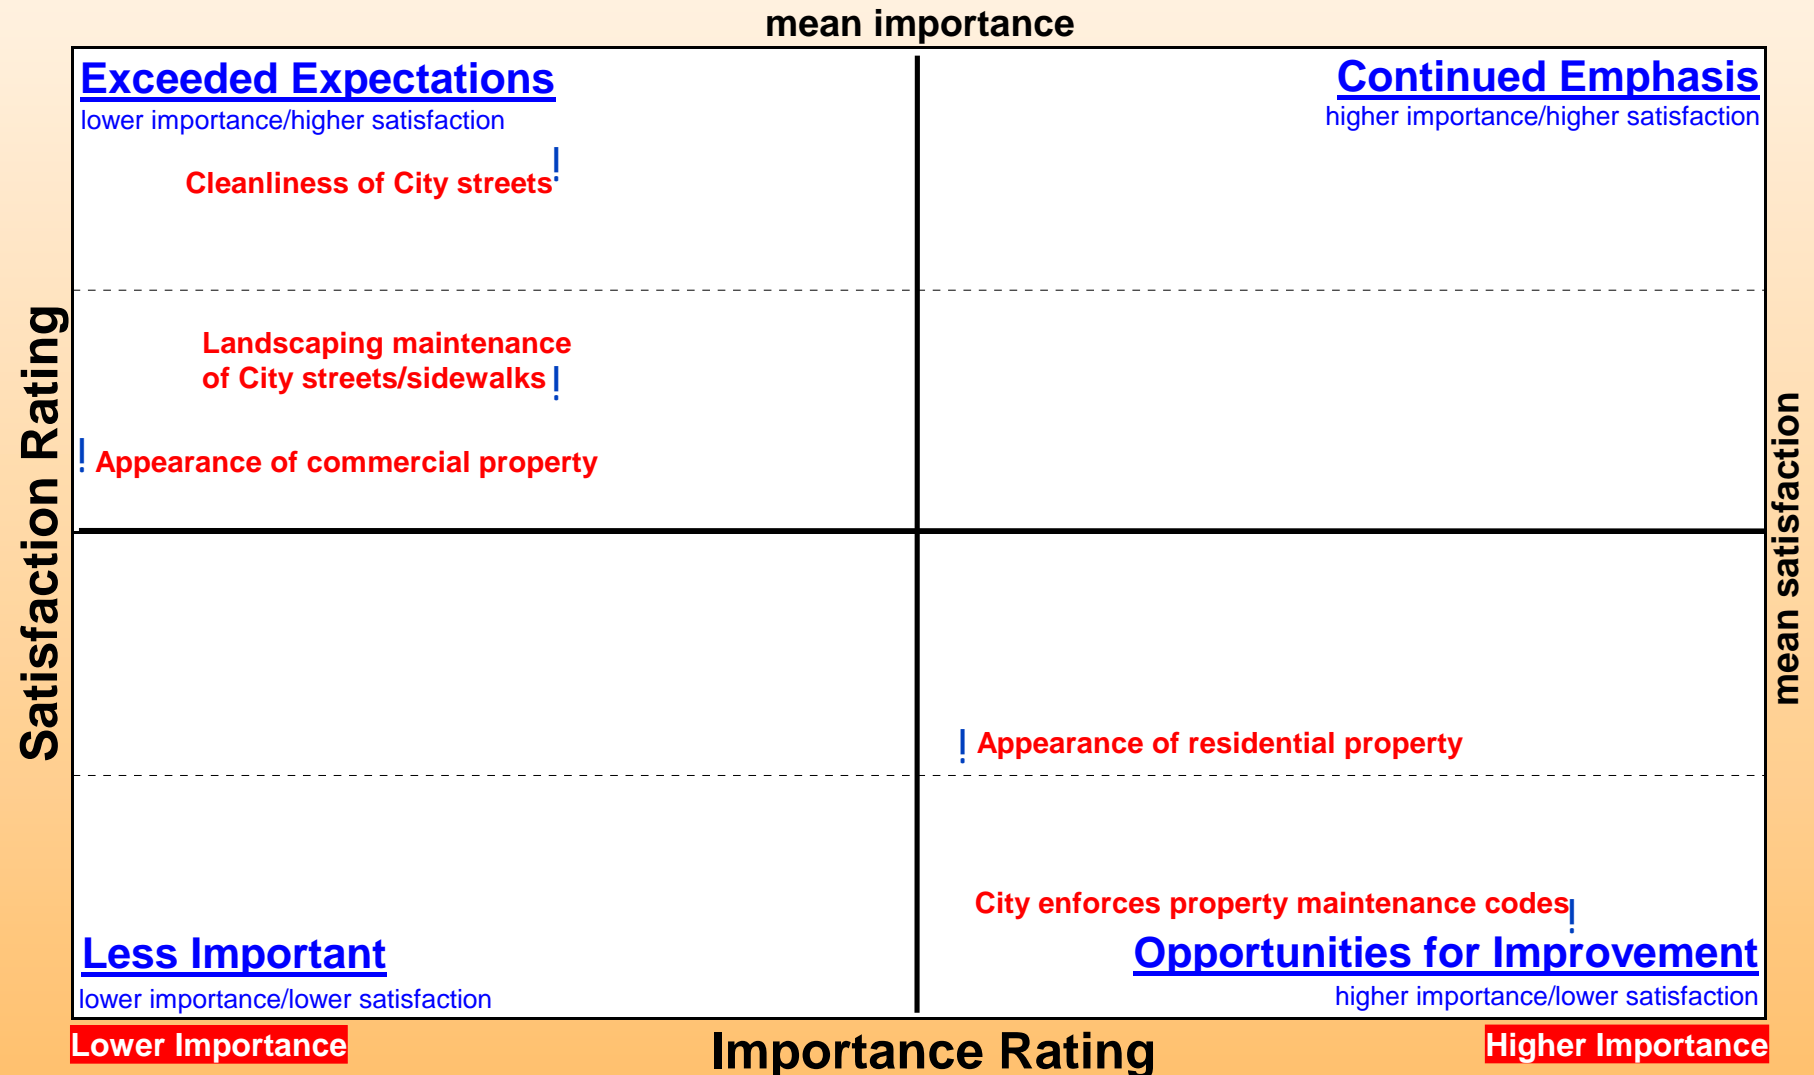 mean importance
Exceeded Expectations
lower importance/higher satisfaction
Continued Emphasis
higher importance/higher satisfaction
Cleanliness of City streets
Landscaping maintenance
of City streets/sidewalks
Appearance of commercial property
Satisfaction Rating
mean satisfaction
Appearance of residential property
City enforces property maintenance codes
Less Important
lower importance/lower satisfaction
Opportunities for Improvement
higher importance/lower satisfaction
Lower Importance
Importance Rating
Higher Importance